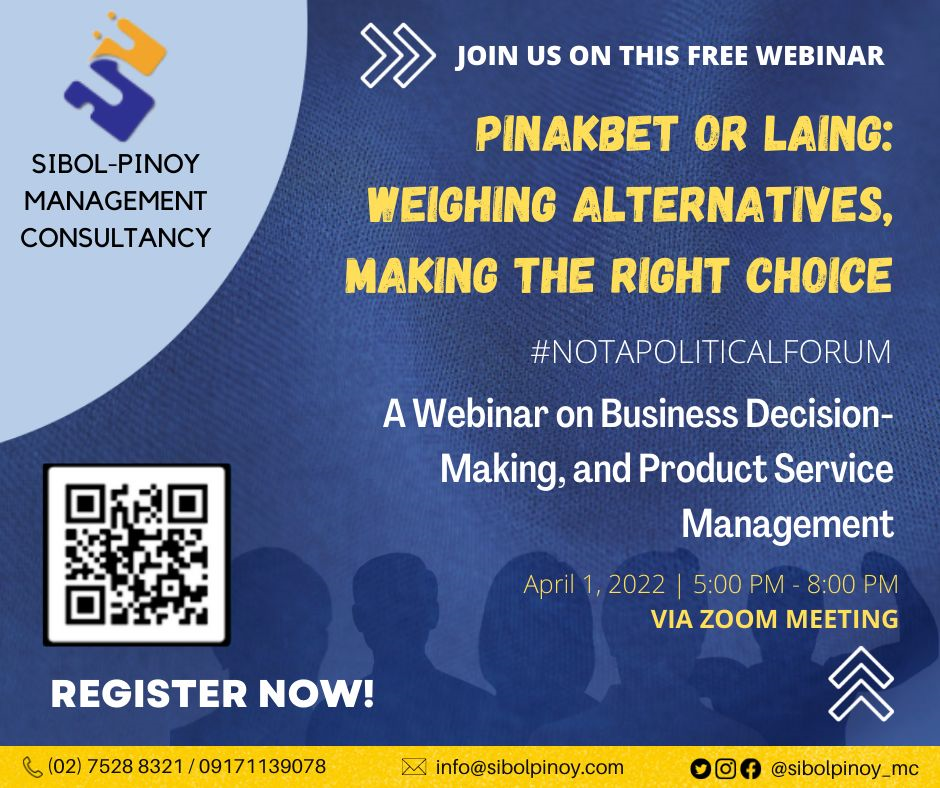 SIBOL-PINOY
MANAGEMENT
CONSULTANCY
JOIN US ON THIS FREE WEBINAR
PINAKBET OR LAING:
WEIGHING ALTERNATIVES,
MAKING THE RIGHT CHOICE
#NOTAPOLITICALFORUM
A Webinar on Business Decision-
Making, and Product Service
Management
April 1, 2022 | 5:00 PM - 8:00 PM
VIA ZOOM MEETING
REGISTER NOW!
(02) 7528 8321 / 09171139078
info@sibolpinoy.com
@sibolpinoy_mc